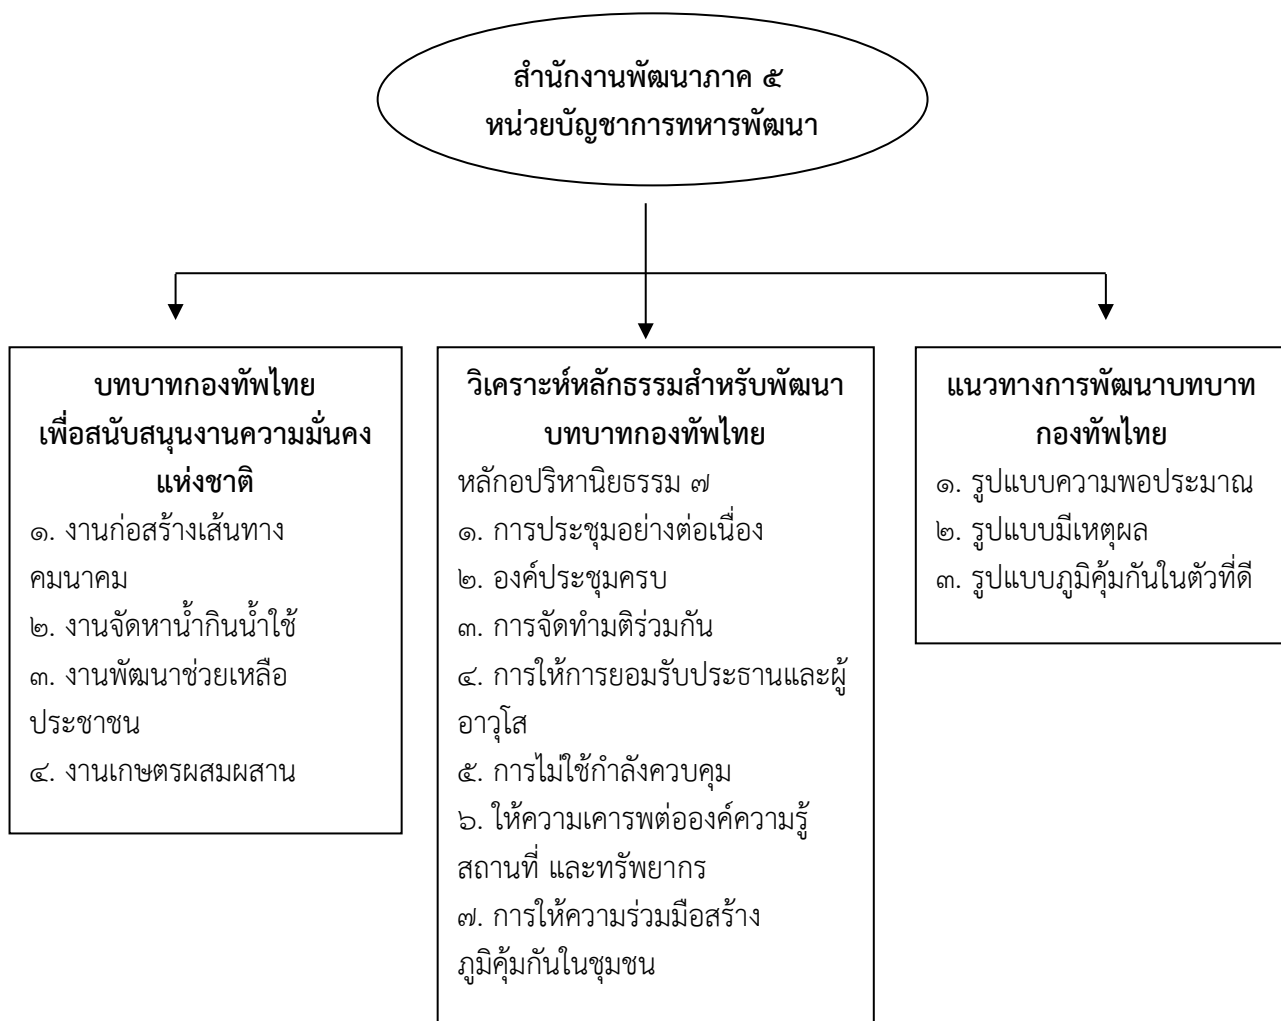 สำนักงานพัฒนาภาค ๕
หน่วยบัญชาการทหารพัฒนา
บทบาทกองทัพไทย
เพื่อสนับสนุนงานความมั่นคง
แห่งชาติ
๑. งานก่อสร้างเส้นทาง
คมนาคม
๒. งานจัดหาน้ำกินน้ำใช้
๓. งานพัฒนาช่วยเหลือ
ประชาชน
๔. งานเกษตรผสมผสาน
วิเคราะห์หลักธรรมสำหรับพัฒนา
บทบาทกองทัพไทย
หลักอปริหานิยธรรม ๗
๑. การประชุมอย่างต่อเนื่อง
๒. องค์ประชุมครบ
๓. การจัดทำมติร่วมกัน
๔. การให้การยอมรับประธานและผู้
อาวุโส
๕. การไม่ใช้กำลังควบคุม
๖. ให้ความเคารพต่อองค์ความรู้
สถานที่ และทรัพยากร
๗. การให้ความร่วมมือสร้าง
ภูมิคุ้มกันในชุมชน
แนวทางการพัฒนาบทบาท
กองทัพไทย
๑. รูปแบบความพอประมาณ
๒. รูปแบบมีเหตุผล
๓. รูปแบบภูมิคุ้มกันในตัวที่ดี